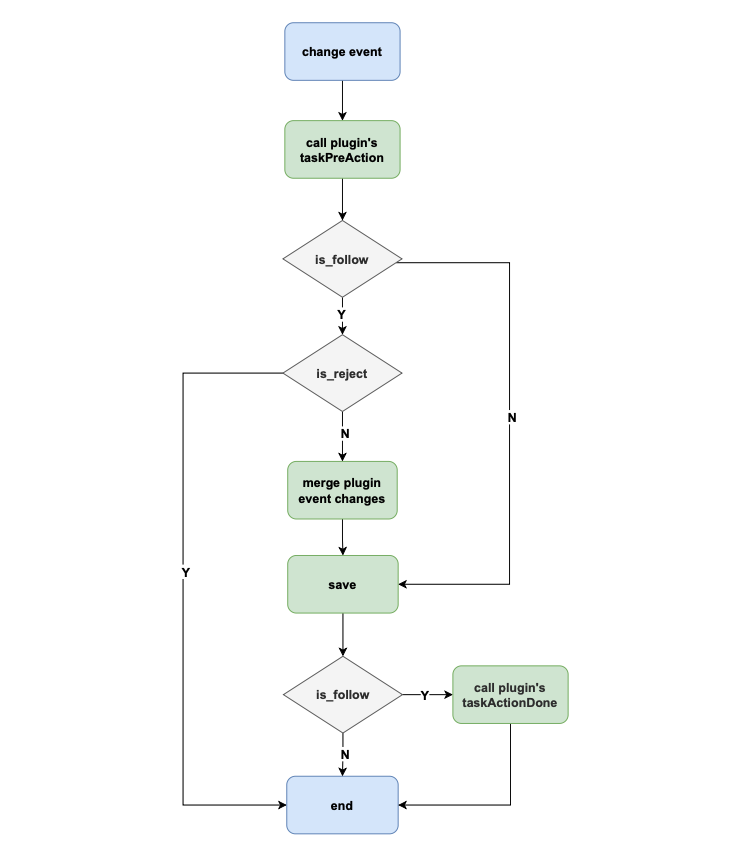 change event
call plugin's
taskPreAction
is_follow
Y
is_reject
N
N
merge plugin
event changes
Y
save
is_follow
Y
call plugin's
taskActionDone
N
end